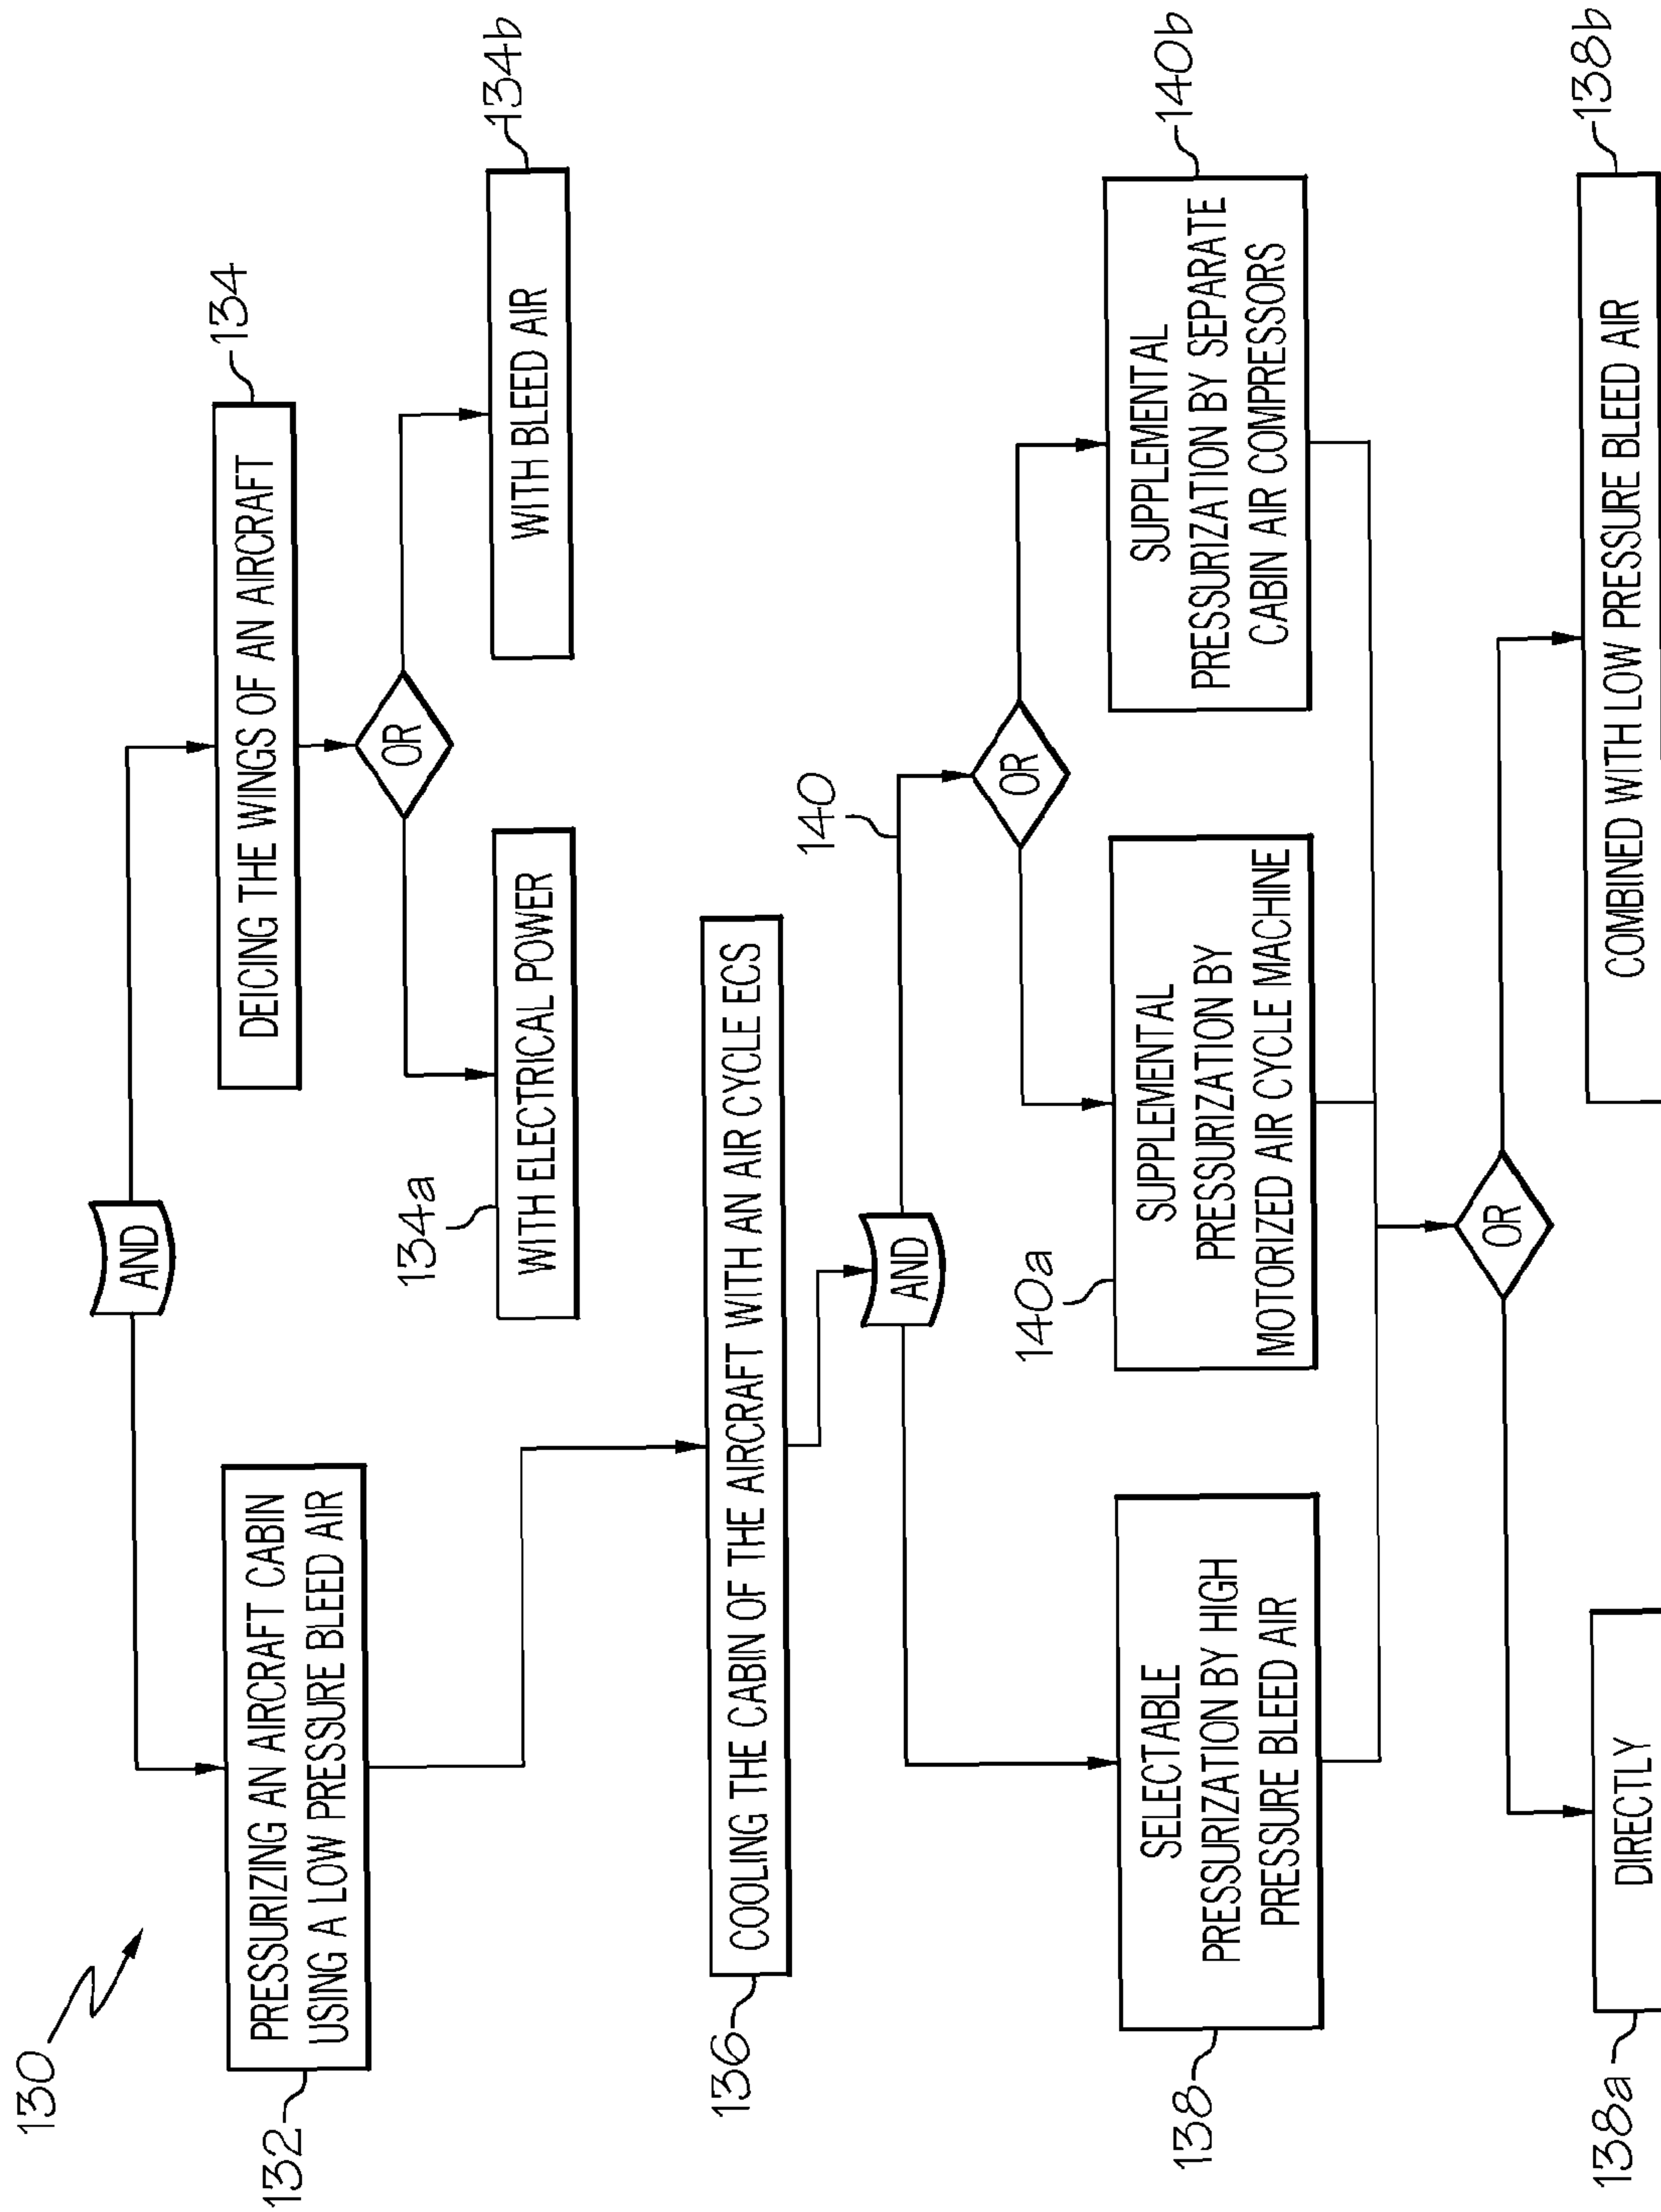 130
AND
132
PRESSURIZING AN AIRCRAFT CABIN
USING A LOW PRESSURE BLEED AIR
DEICING THE WINGS OF AN AIRCRAFT
134
OR
134a
WITH ELECTRICAL POWER
WITH BLEED AIR
134b
136
COOLING THE CABIN OF THE AIRCRAFT WITH AN AIR CYCLE ECS
AND
140
OR
138
SELECTABLE
PRESSURIZATION BY HIGH
PRESSURE BLEED AIR
140a
SUPPLEMENTAL
PRESSURIZATION BY
MOTORIZED AIR CYCLE MACHINE
SUPPLEMENTAL
PRESSURIZATION BY SEPARATE
CABIN AIR COMPRESSORS
140b
OR
138a
DIRECTLY
COMBINED WITH LOW PRESSURE BLEED AIR
138b